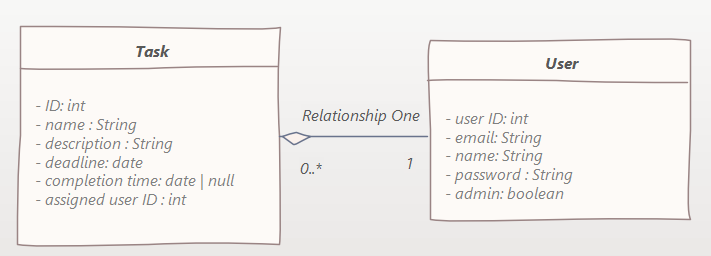 Task
- ID: int
- name : String
- description : String
- deadline: date
- completion time: date | null
- assigned user ID : int
Relationship One
0..*
1
User
- user ID: int
- email: String
- name: String
- password : String
- admin: boolean